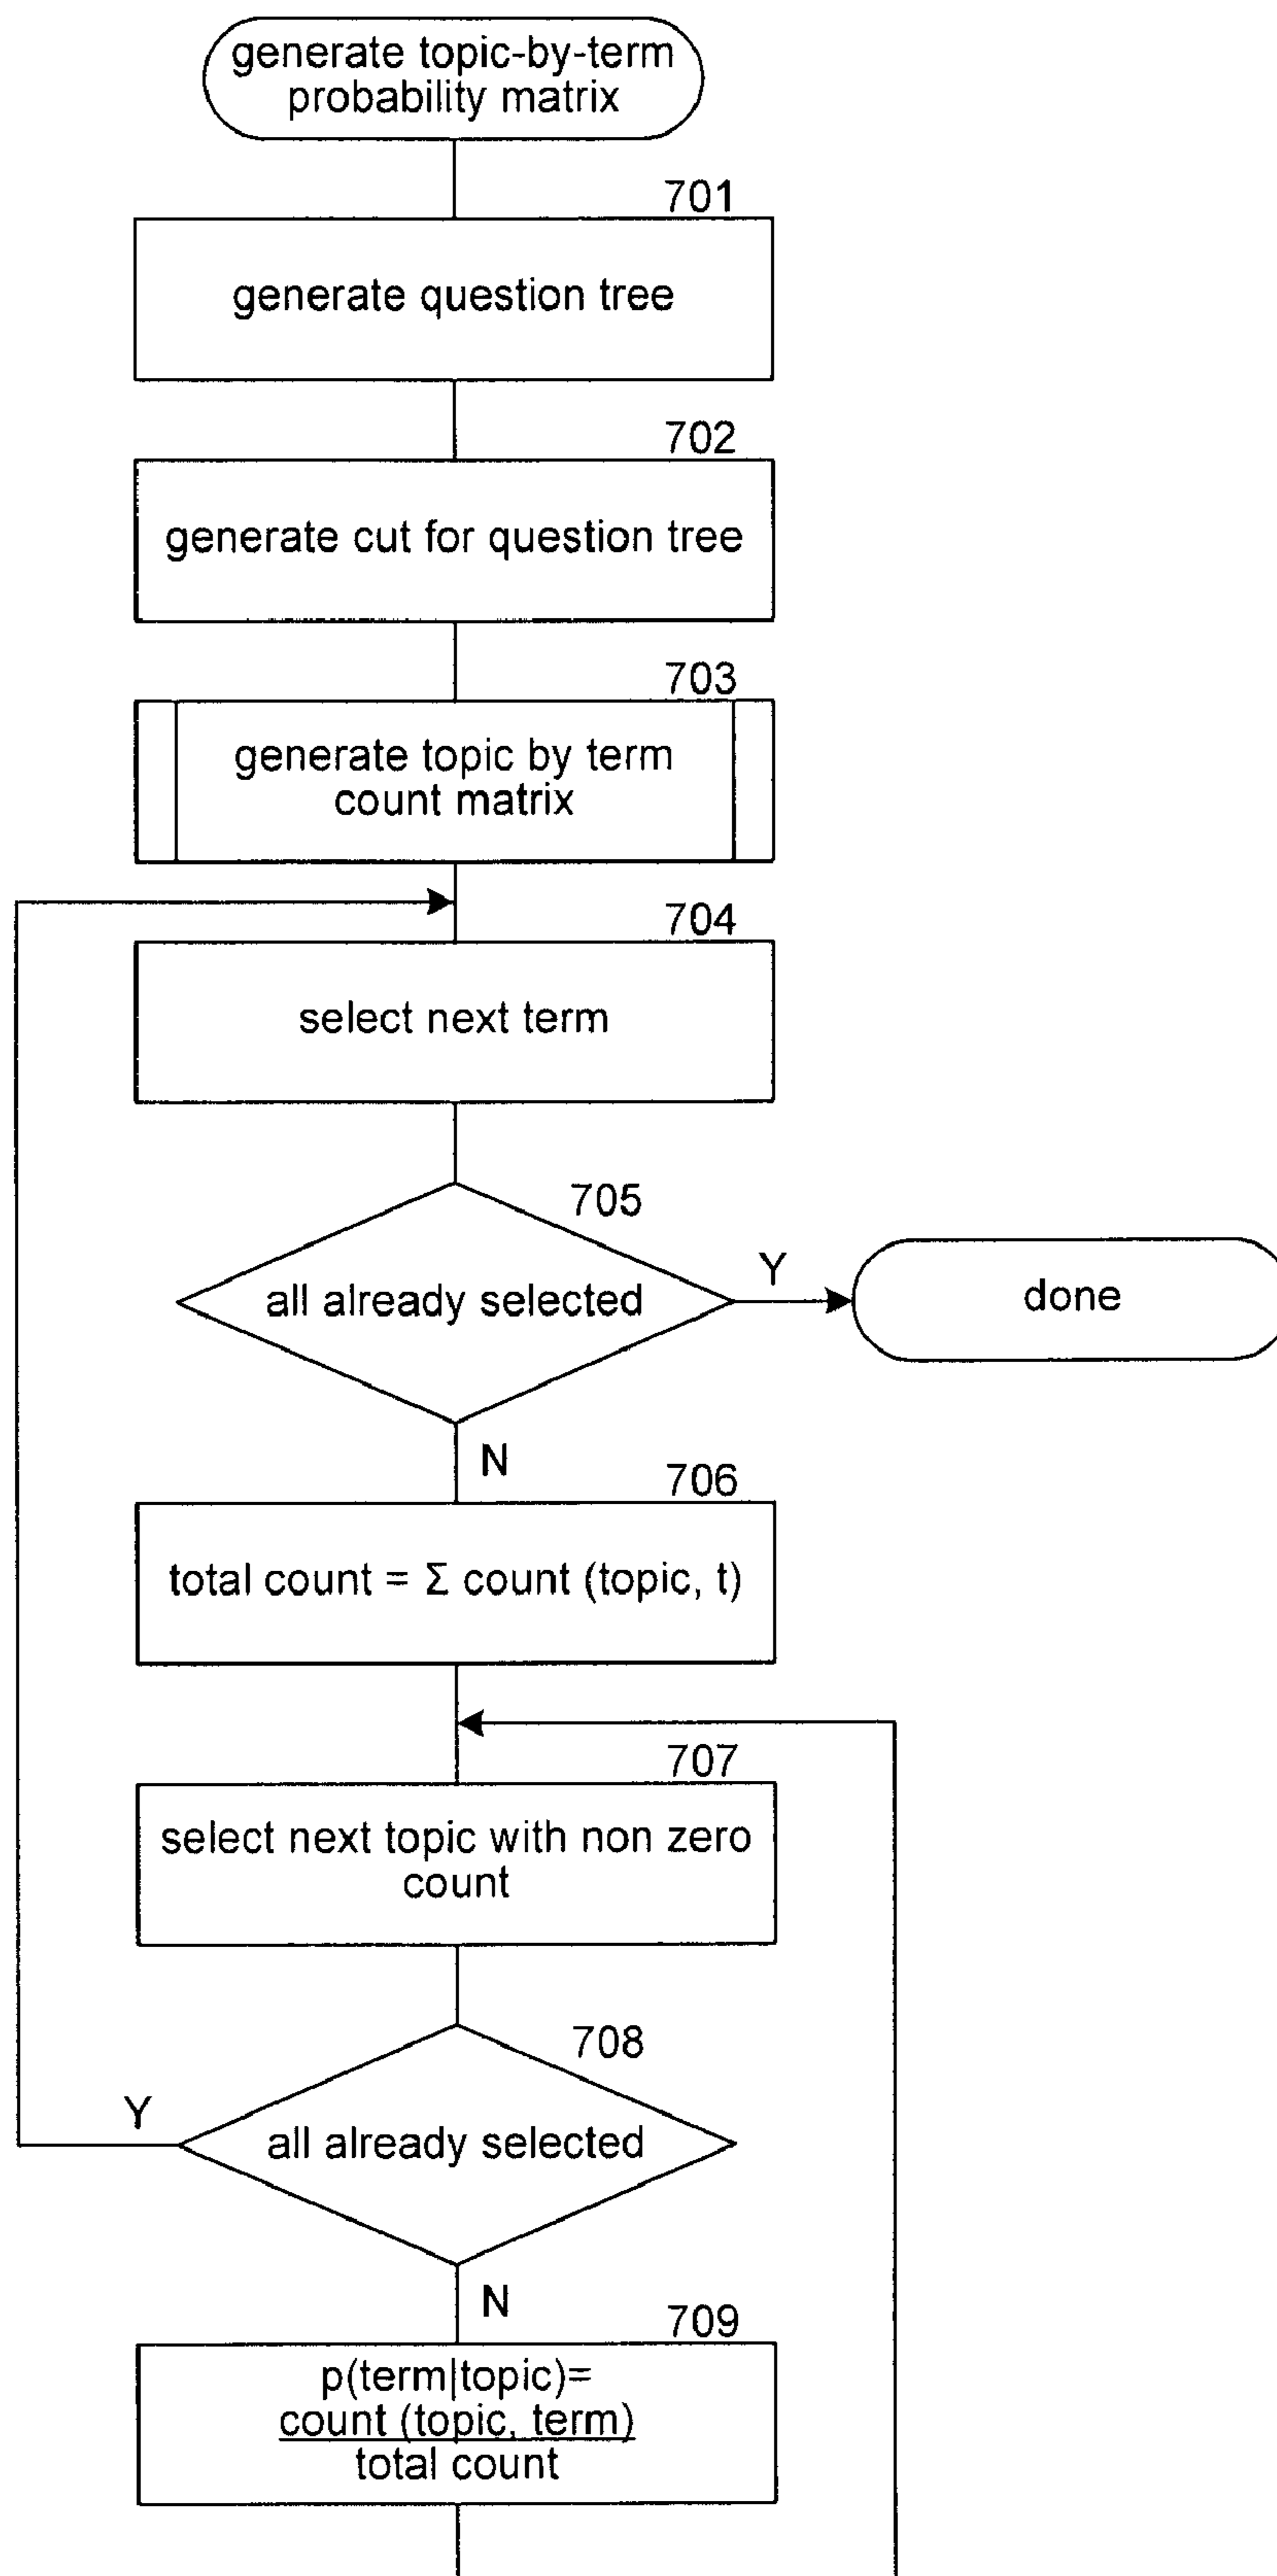 generate topic-by-term
probability matrix
701
generate question tree
702
generate cut for question tree
703
generate topic by term
count matrix
704
select next term
705
all already selected
Y
done
N
706
total count = Σ count (topic, t)
707
select next topic with non zero
count
708
Y
all already selected
N
709
p(term|topic)=
count (topic, term)
total count